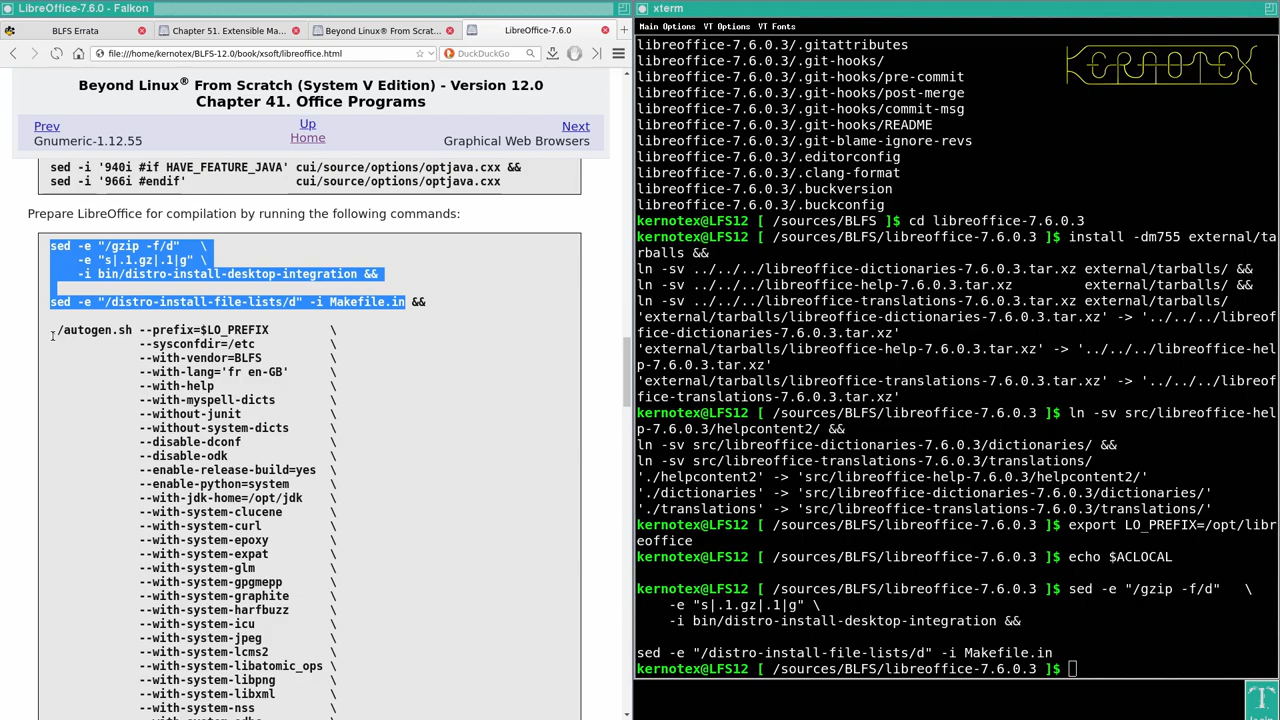 LibreOffice-7.6.0 - Falkon
BLFS Errata
Chapter 51. Extensible Ma
Beyond Linux® From Scrat...
LibreOffice-7.6.0
file:///home/kernotex/BLFS-12.0/book/xsoft/libreoffice.html
DuckDuckGo
Beyond Linux® From Scratch (System V Edition) - Version 12.0
Chapter 41. Office Programs
Prev
Up
Next
Gnumeric-1.12.55
Home
Graphical Web Browsers
sed -i '940i #if HAVE_FEATURE_JAVA' cui/source/options/optjava.cxx &&
sed -i '966i #endif' cui/source/options/optjava.cxx
Prepare LibreOffice for compilation by running the following commands:
sed -e "/gzip -f/d" \
-e "s|.1.gz|.1|g" \
-i bin/distro-install-desktop-integration &&
sed -e "/distro-install-file-lists/d" -i Makefile.in &&
./autogen.sh --prefix=$LO_PREFIX \
--sysconfdir=/etc \
--with-vendor=BLFS \
--with-lang='fr en-GB' \
--with-help \
--with-myspell-dicts \
--without-junit \
--without-system-dicts \
--disable-dconf \
--disable-odk \
--enable-release-build=yes \
--enable-python=system \
--with-jdk-home=/opt/jdk \
--with-system-clucene \
--with-system-curl \
--with-system-epoxy \
--with-system-expat \
--with-system-glm \
--with-system-gpgmepp \
--with-system-graphite \
--with-system-harfbuzz \
--with-system-icu \
--with-system-jpeg \
--with-system-lcms2 \
--with-system-libatomic_ops \
--with-system-libpng \
--with-system-libxml \
--with-system-nss \
xterm
Main Options VT Options VT Fonts
KERNOTEX
libreoffice-7.6.0.3/.gitattributes
libreoffice-7.6.0.3/.git-hooks/
libreoffice-7.6.0.3/.git-hooks/pre-commit
libreoffice-7.6.0.3/.git-hooks/post-merge
libreoffice-7.6.0.3/.git-hooks/commit-msg
libreoffice-7.6.0.3/.git-hooks/README
libreoffice-7.6.0.3/.git-blame-ignore-revs
libreoffice-7.6.0.3/.editorconfig
libreoffice-7.6.0.3/.clang-format
libreoffice-7.6.0.3/.buckversion
libreoffice-7.6.0.3/.buckconfig
kernotex@LFS12 [ /sources/BLFS ]$ cd libreoffice-7.6.0.3
kernotex@LFS12 [ /sources/BLFS/libreoffice-7.6.0.3 ]$ install -dm755 external/ta
rballs &&
ln -sv ../../../libreoffice-dictionaries-7.6.0.3.tar.xz external/tarballs/ &&
ln -sv ../../../libreoffice-help-7.6.0.3.tar.xz external/tarballs/ &&
ln -sv ../../../libreoffice-translations-7.6.0.3.tar.xz external/tarballs/
'external/tarballs/libreoffice-dictionaries-7.6.0.3.tar.xz' -> '../../../libreof
fice-dictionaries-7.6.0.3.tar.xz'
'external/tarballs/libreoffice-help-7.6.0.3.tar.xz' -> '../../../libreoffice-hel
p-7.6.0.3.tar.xz'
'external/tarballs/libreoffice-translations-7.6.0.3.tar.xz' -> '../../../libreof
fice-translations-7.6.0.3.tar.xz'
kernotex@LFS12 [ /sources/BLFS/libreoffice-7.6.0.3 ]$ ln -sv src/libreoffice-hel
p-7.6.0.3/helpcontent2/ &&
ln -sv src/libreoffice-dictionaries-7.6.0.3/dictionaries/ &&
ln -sv src/libreoffice-translations-7.6.0.3/translations/
'./helpcontent2' -> 'src/libreoffice-help-7.6.0.3/helpcontent2/'
'./dictionaries' -> 'src/libreoffice-dictionaries-7.6.0.3/dictionaries/'
'./translations' -> 'src/libreoffice-translations-7.6.0.3/translations/'
kernotex@LFS12 [ /sources/BLFS/libreoffice-7.6.0.3 ]$ export LO_PREFIX=/opt/libr
eoffice
kernotex@LFS12 [ /sources/BLFS/libreoffice-7.6.0.3 ]$ echo $ACLOCAL
kernotex@LFS12 [ /sources/BLFS/libreoffice-7.6.0.3 ]$ sed -e "/gzip -f/d" \
-e "s|.1.gz|.1|g" \
-i bin/distro-install-desktop-integration &&
sed -e "/distro-install-file-lists/d" -i Makefile.in
kernotex@LFS12 [ /sources/BLFS/libreoffice-7.6.0.3 ]$